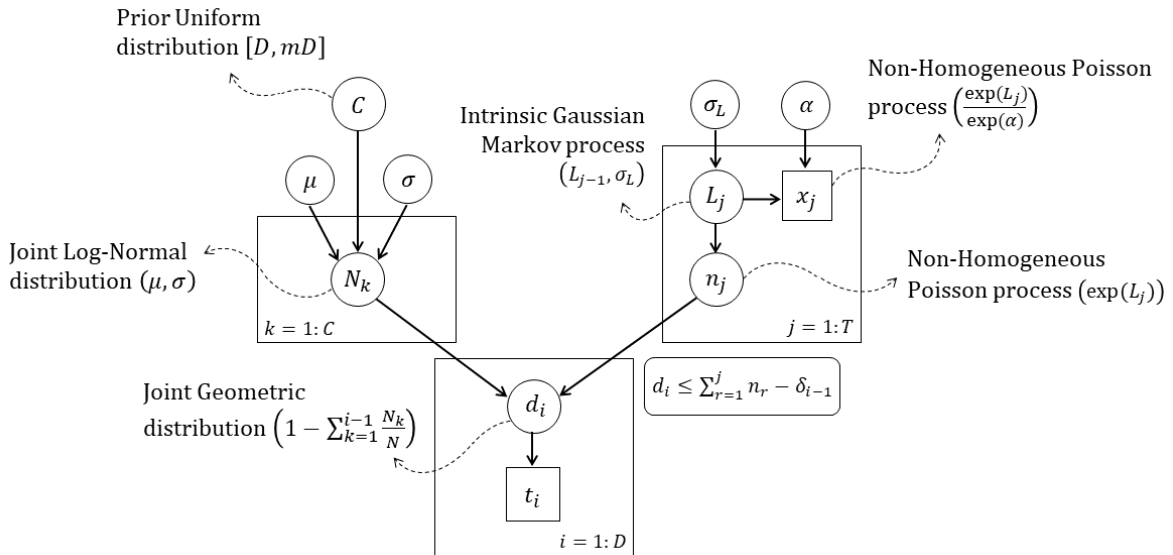 Prior Uniform
distribution [D, mD]
C
μ
σ
Joint Log-Normal
distribution (μ, σ)
N_k
k = 1: C
Non-Homogeneous Poisson
process (exp(L_j)/exp(α))
Intrinsic Gaussian
Markov process
(L_{j−1}, σ_L)
σ_L
α
L_j
x_j
n_j
j = 1: T
Non-Homogeneous
Poisson process (exp(L_j))
Joint Geometric
distribution (1 − ∑_{k=1}^{i−1} N_k/N)
d_i
t_i
i = 1: D
d_i ≤ ∑_{r=1}^{j} n_r − δ_{i−1}